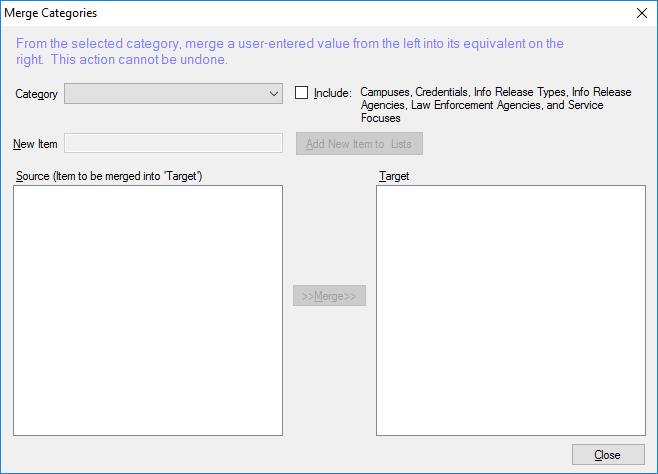 Merge Categories
From the selected category, merge a user-entered value from the left into its equivalent on the
right.  This action cannot be undone.
Category
Include:
Campuses, Credentials, Info Release Types, Info Release
Agencies, Law Enforcement Agencies, and Service
Focuses
New Item
Add New Item to  Lists
Source (Item to be merged into 'Target')
Target
>>Merge>>
Close